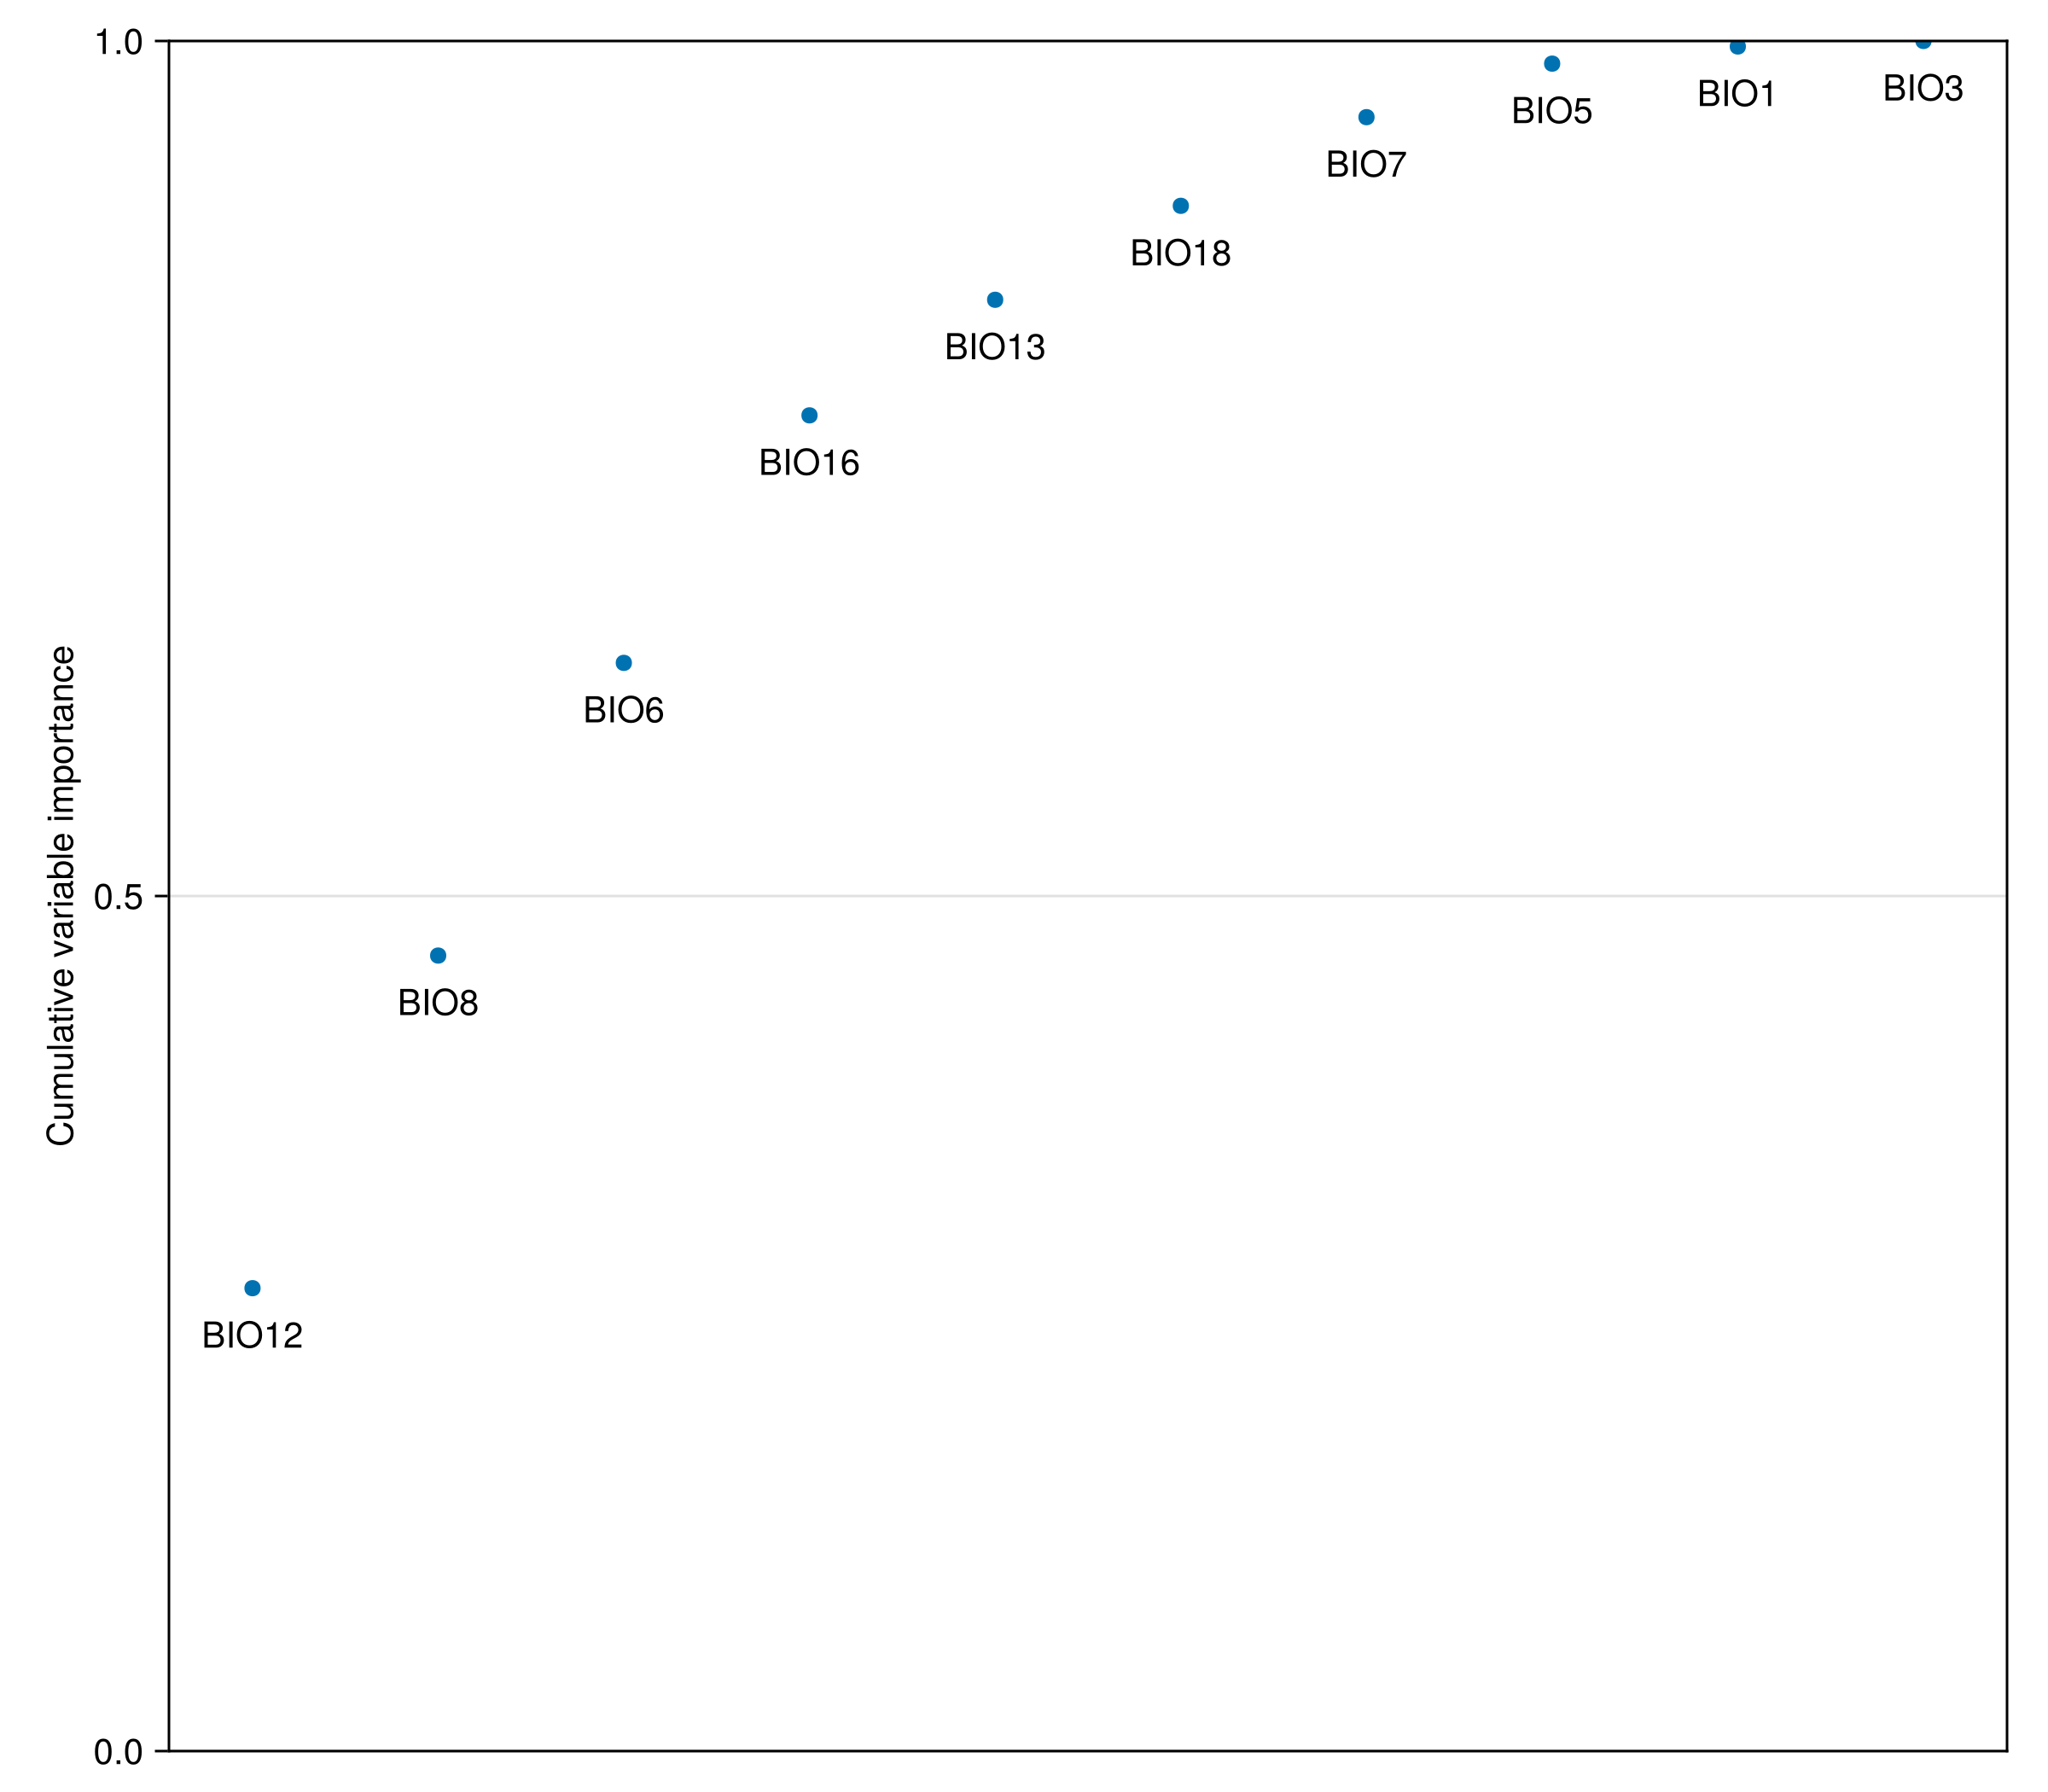 1.0
BIO3
BIO1
BIO5
BIO7
BIO18
BIO13
BIO16
BIO6
Cumulative variable importance
0.5
BIO8
BIO12
0.0